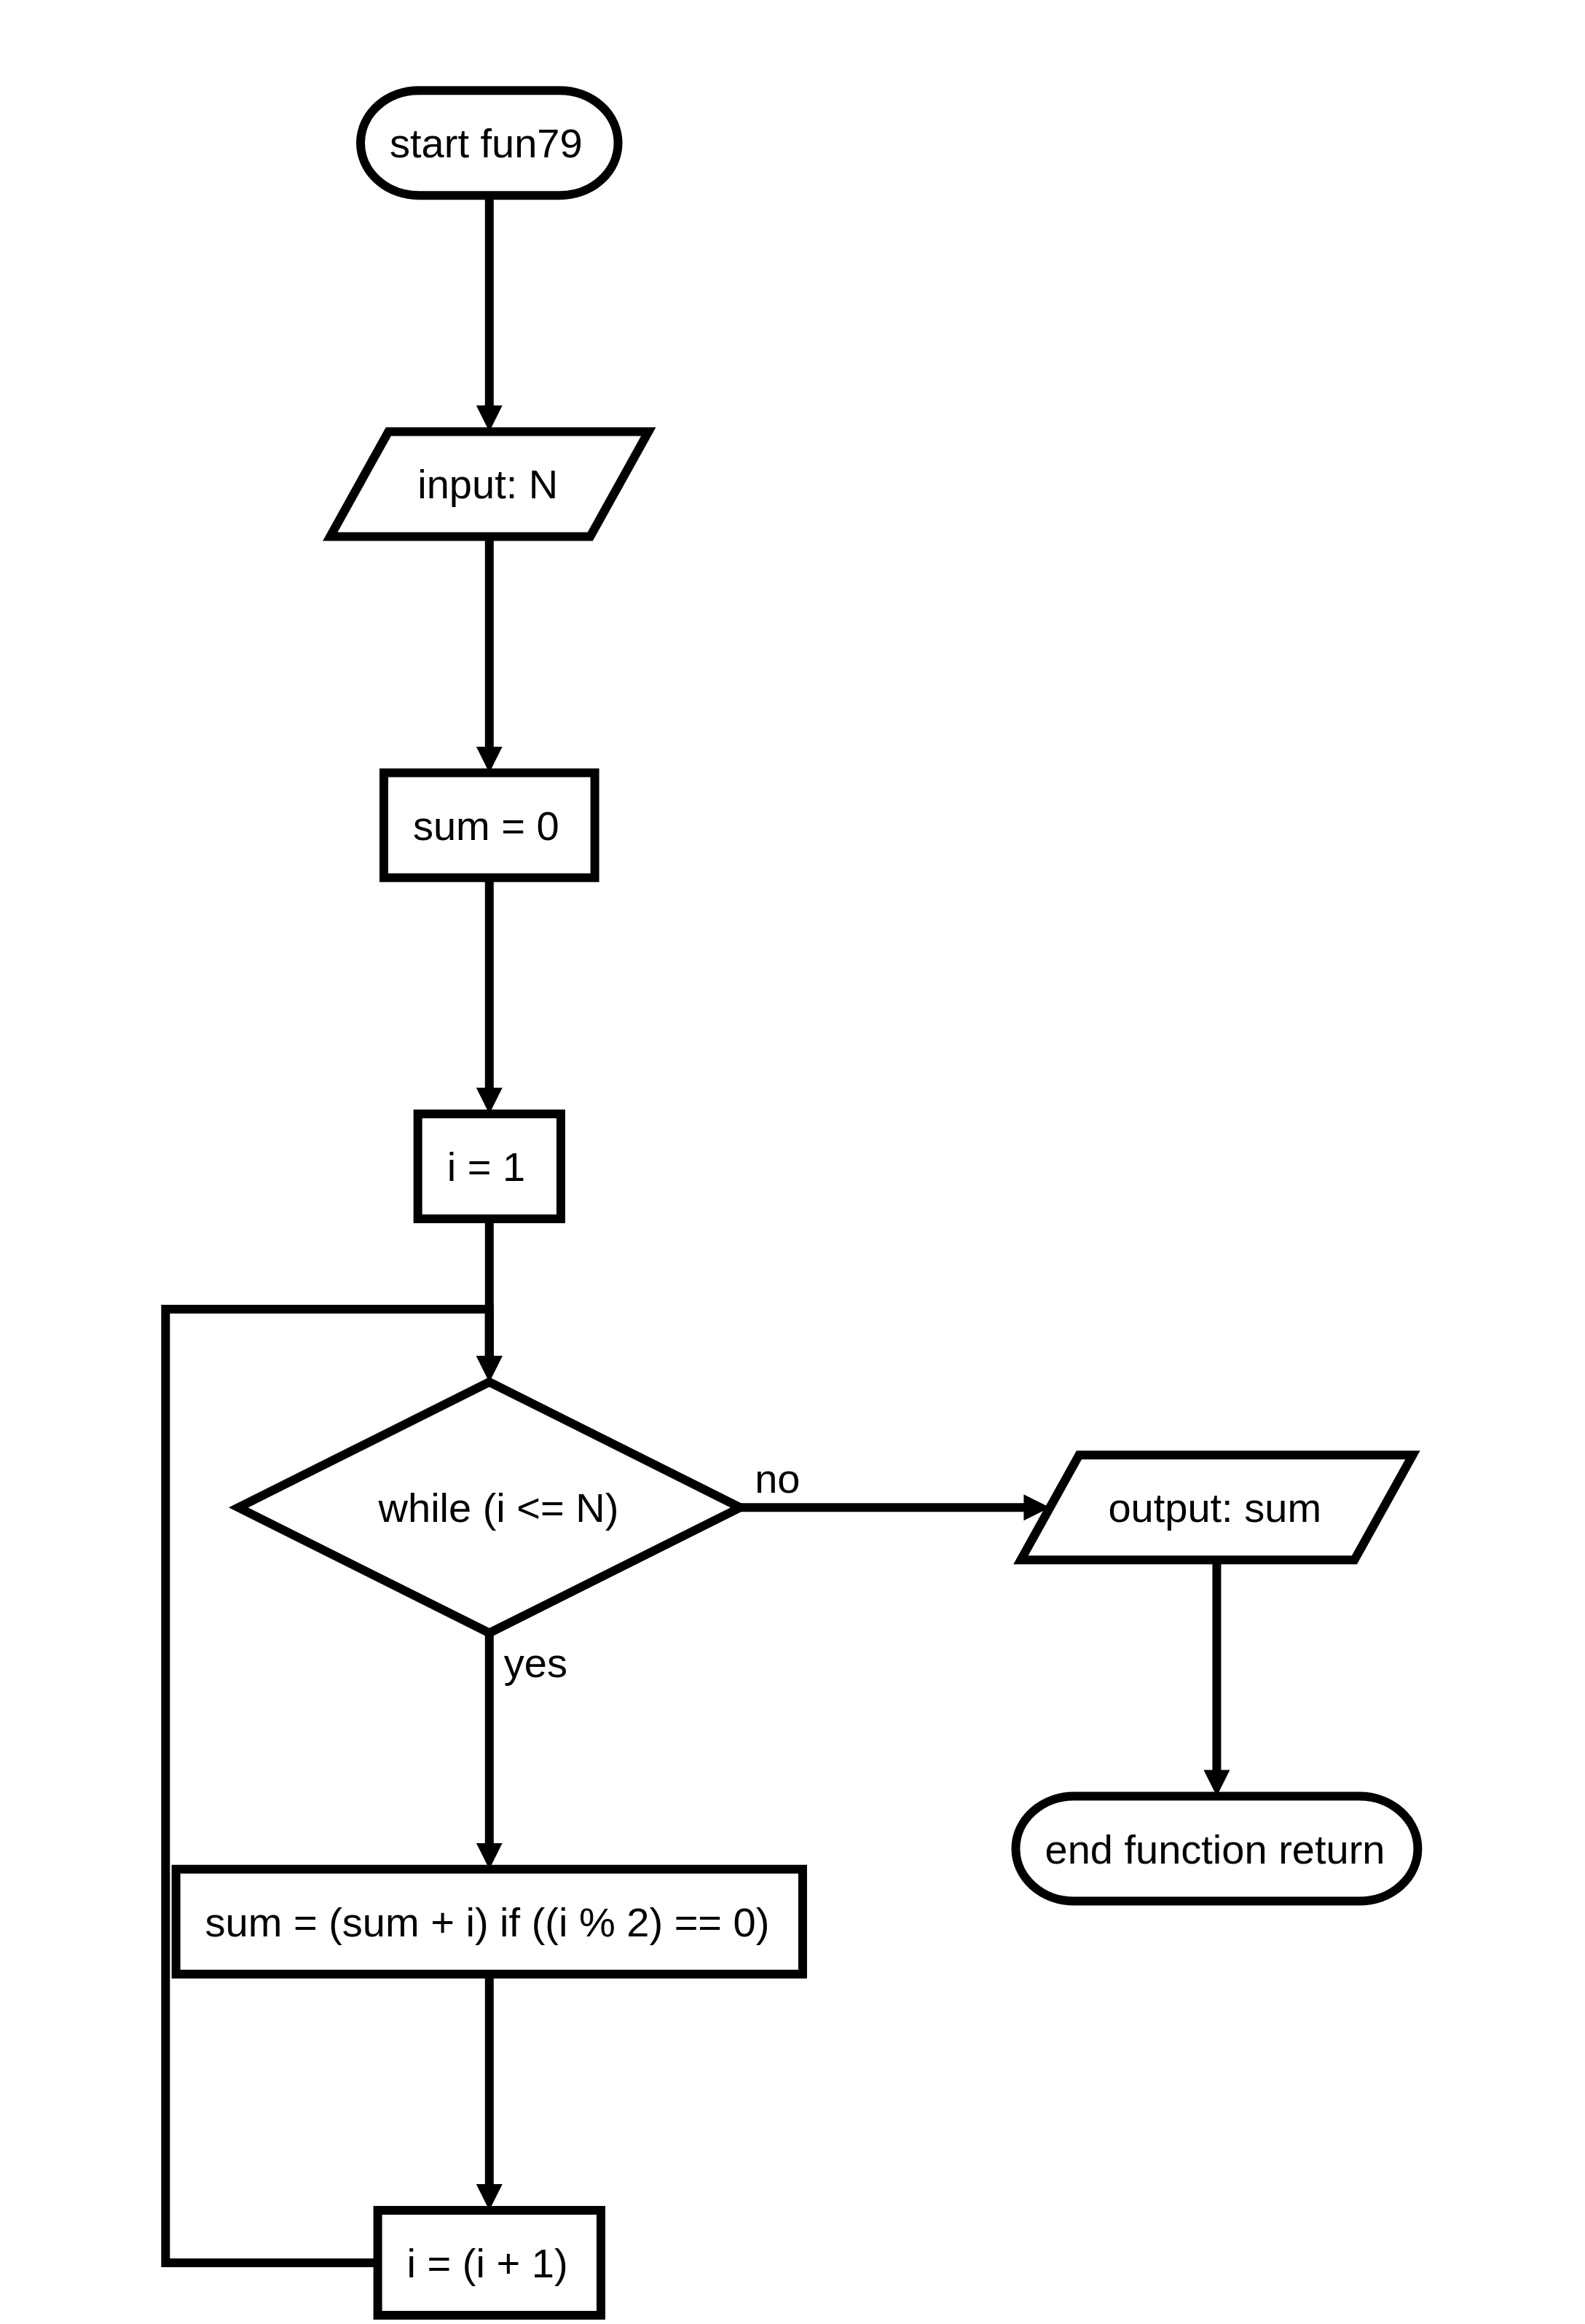 start fun79
input: N
sum = 0
i = 1
while (i <= N)
no
output: sum
yes
end function return
sum = (sum + i) if ((i % 2) == 0)
i = (i + 1)